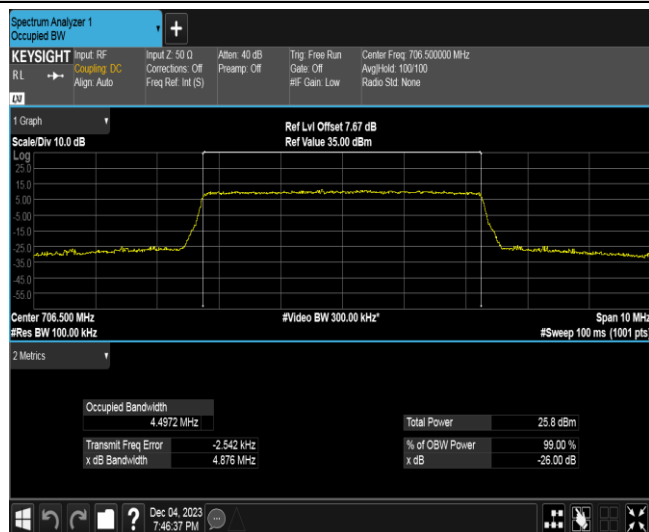 Spectrum Analyzer 1
Occupied BW
+
KEYSIGHT
RL
Input: RF
Coupling: DC
Align: Auto
Input Z: 50 Ω
Corrections: Off
Freq Ref: Int (S)
Atten: 40 dB
Preamp: Off
Trig: Free Run
Gate: Off
#IF Gain: Low
Center Freq: 706.500000 MHz
Avg|Hold: 100/100
Radio Std: None
LXI
1 Graph
Scale/Div 10.0 dB
Ref Lvl Offset 7.67 dB
Ref Value 35.00 dBm
Log
25.0
15.0
5.00
-5.00
-15.0
-25.0
-35.0
-45.0
-55.0
Center 706.500 MHz
#Res BW 100.00 kHz
#Video BW 300.00 kHz*
Span 10 MHz
#Sweep 100 ms (1001 pts)
2 Metrics
Occupied Bandwidth
4.4972 MHz
Transmit Freq Error -2.542 kHz
x dB Bandwidth 4.876 MHz
Total Power 25.8 dBm
% of OBW Power 99.00 %
x dB -26.00 dB
?
Dec 04, 2023
7:46:37 PM